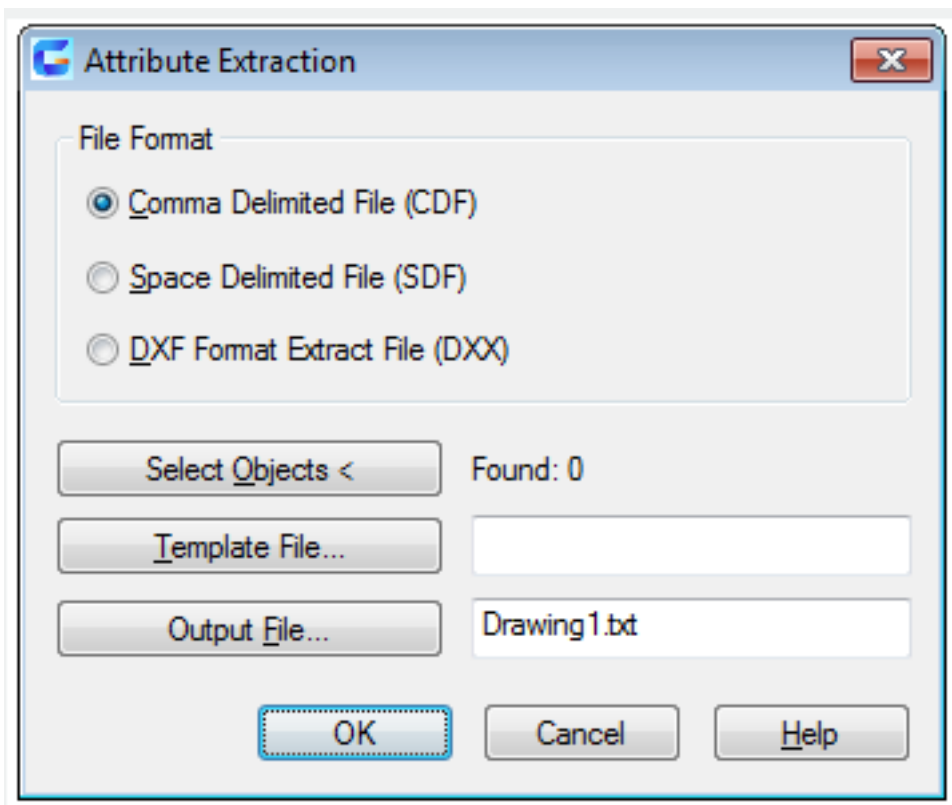 Attribute Extraction
File Format
Comma Delimited File (CDF)
Space Delimited File (SDF)
DXF Format Extract File (DXX)
Select Objects < Found: 0
Template File...
Output File... Drawing1.txt
OK Cancel Help